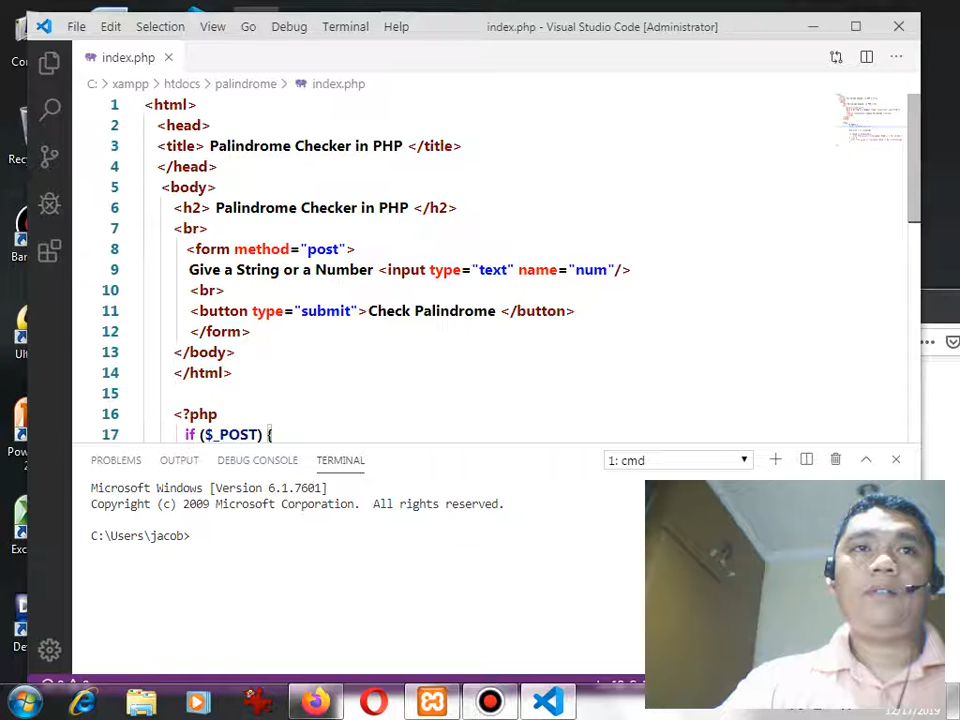 File Edit Selection View Go Debug Terminal Help index.php - Visual Studio Code [Administrator]
index.php
C: > xampp > htdocs > palindrome > index.php
1 <html>
2 <head>
3 <title> Palindrome Checker in PHP </title>
4 </head>
5 <body>
6 <h2> Palindrome Checker in PHP </h2>
7 <br>
8 <form method="post">
9 Give a String or a Number <input type="text" name="num"/>
10 <br>
11 <button type="submit">Check Palindrome </button>
12 </form>
13 </body>
14 </html>
15
16 <?php
17 if ($_POST) {
PROBLEMS OUTPUT DEBUG CONSOLE TERMINAL 1: cmd
Microsoft Windows [Version 6.1.7601]
Copyright (c) 2009 Microsoft Corporation. All rights reserved.
C:\Users\jacob>
12/17/2019